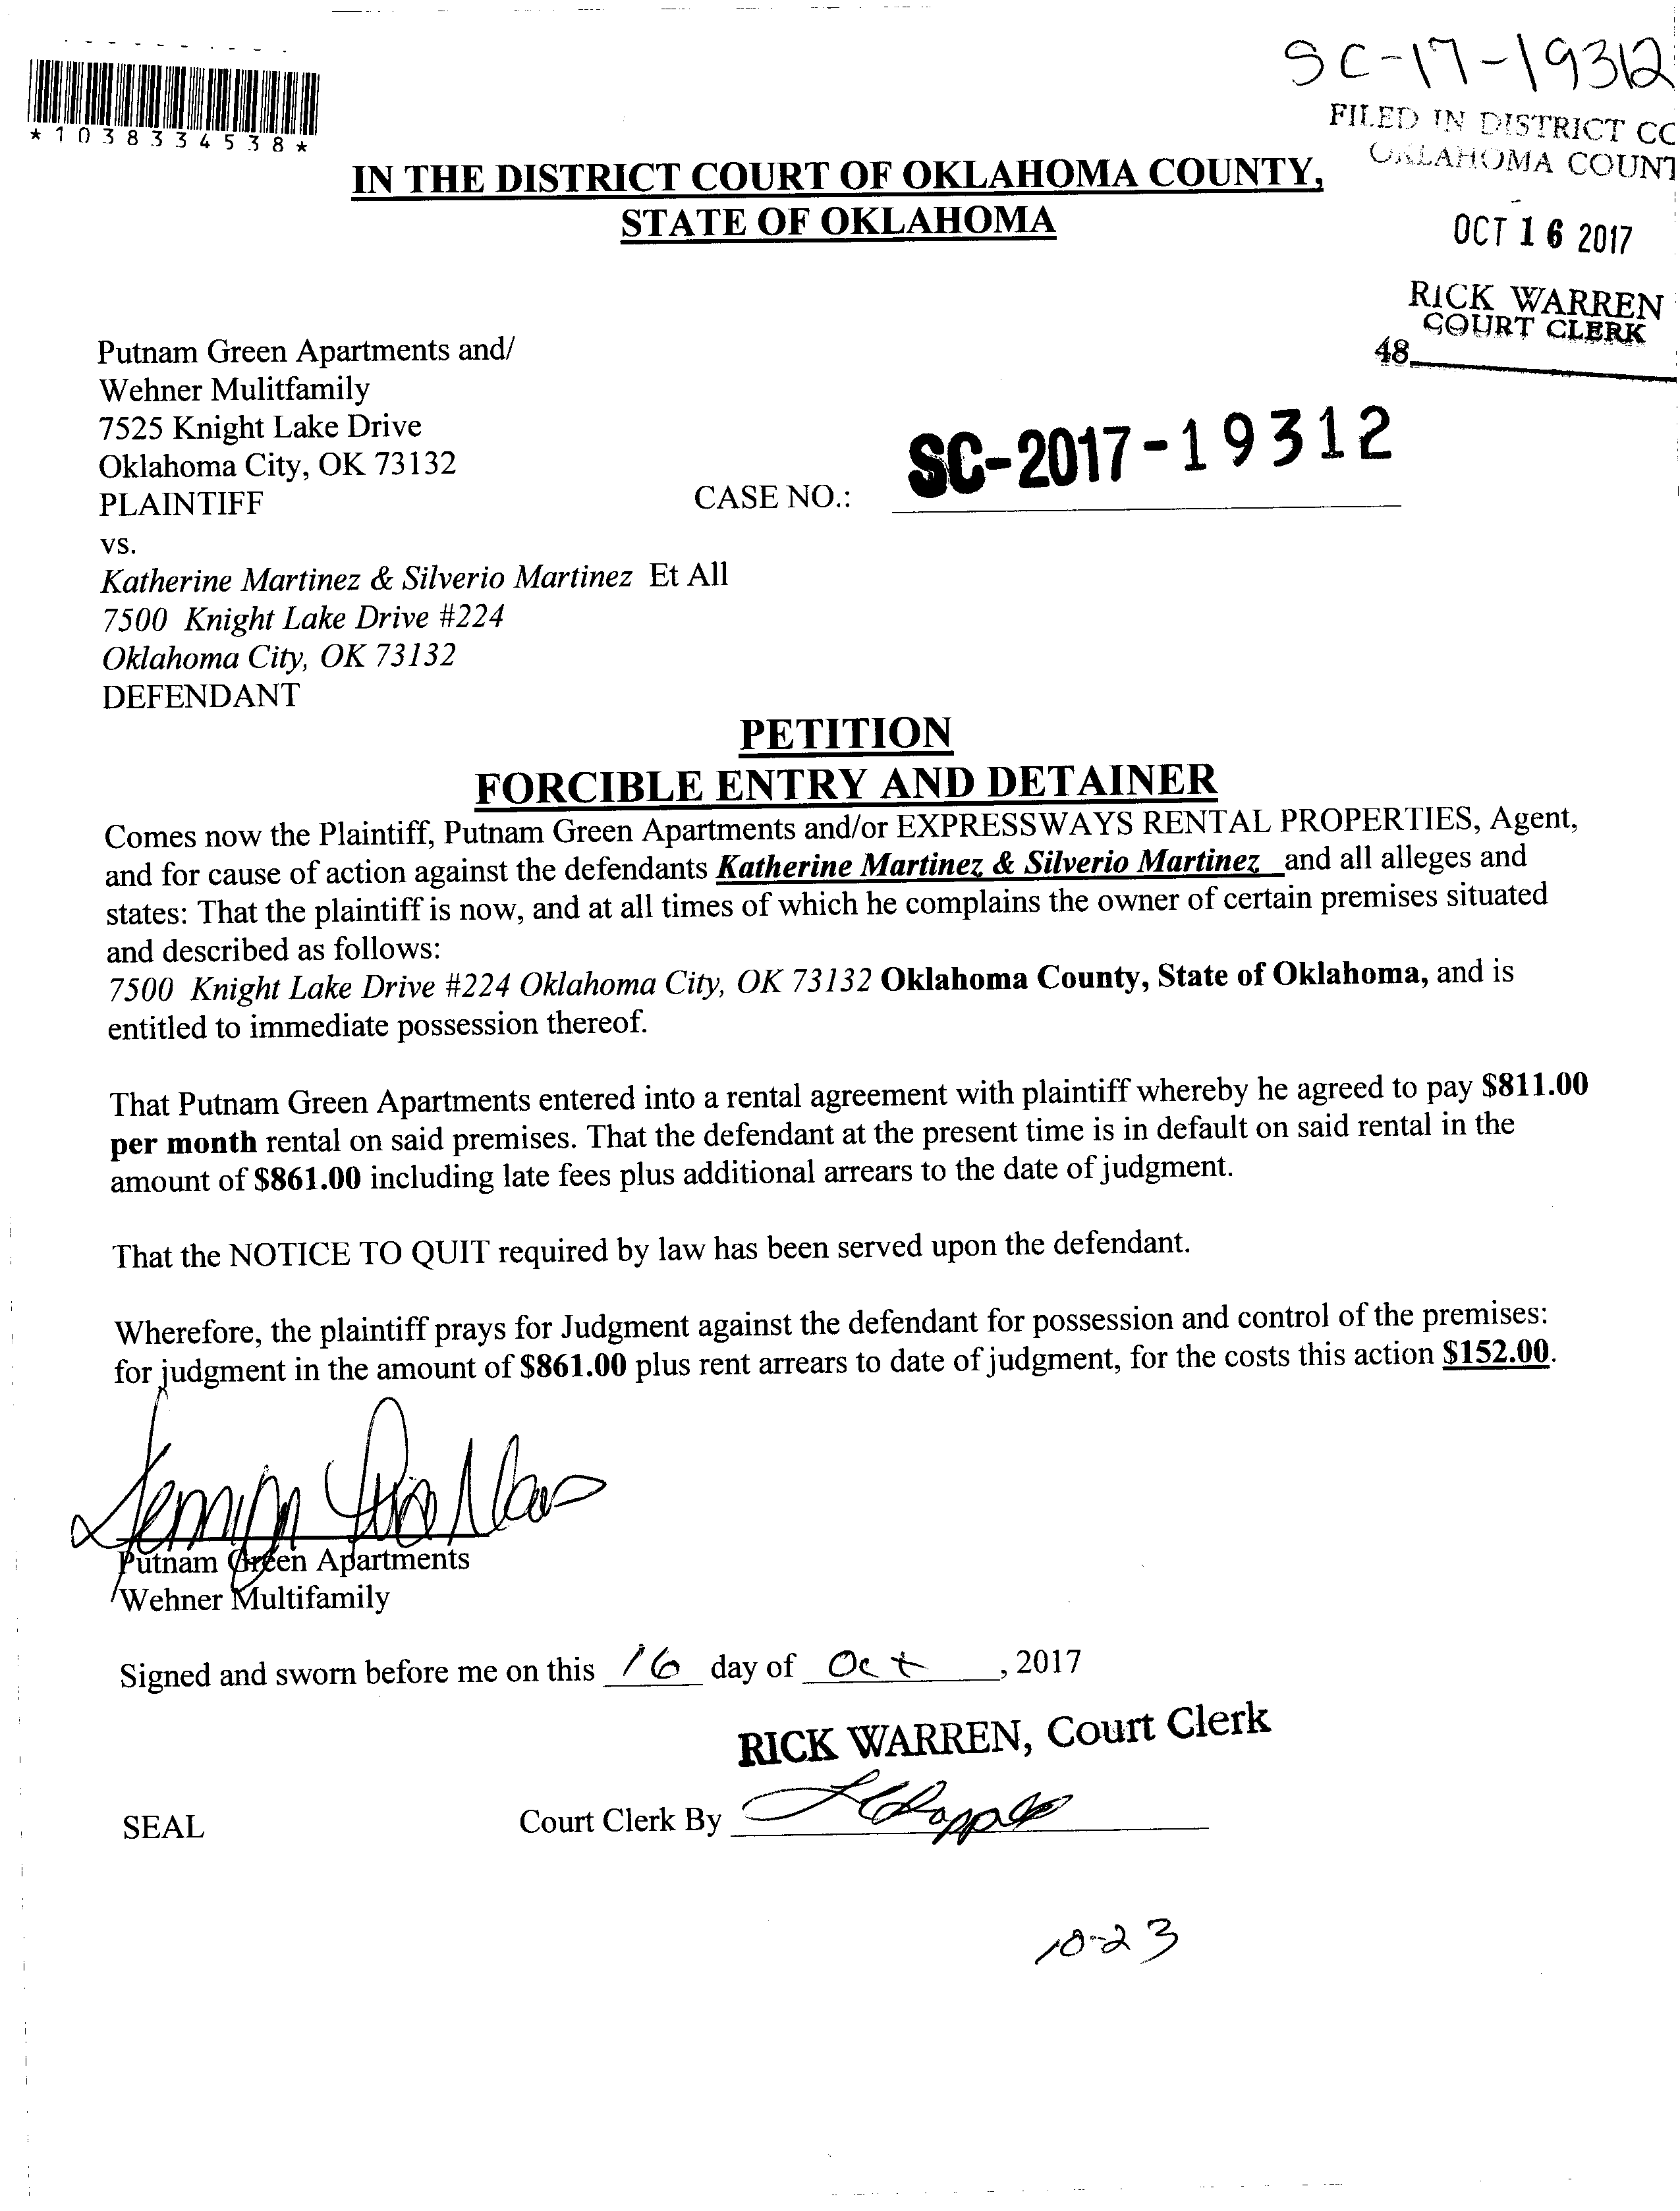 SC-17-19312
*1038334538*
FILED IN DISTRICT CC
OKLAHOMA COUNT
IN THE DISTRICT COURT OF OKLAHOMA COUNTY,
STATE OF OKLAHOMA
OCT 16 2017
RICK WARREN
COURT CLERK
48
Putnam Green Apartments and/
Wehner Mulitfamily
7525 Knight Lake Drive
Oklahoma City, OK 73132
PLAINTIFF
CASE NO.: SC-2017-19312
vs.
Katherine Martinez & Silverio Martinez Et All
7500 Knight Lake Drive #224
Oklahoma City, OK 73132
DEFENDANT
PETITION
FORCIBLE ENTRY AND DETAINER
Comes now the Plaintiff, Putnam Green Apartments and/or EXPRESSWAYS RENTAL PROPERTIES, Agent,
and for cause of action against the defendants Katherine Martinez & Silverio Martinez and all alleges and
states: That the plaintiff is now, and at all times of which he complains the owner of certain premises situated
and described as follows:
7500 Knight Lake Drive #224 Oklahoma City, OK 73132 Oklahoma County, State of Oklahoma, and is
entitled to immediate possession thereof.
That Putnam Green Apartments entered into a rental agreement with plaintiff whereby he agreed to pay $811.00
per month rental on said premises. That the defendant at the present time is in default on said rental in the
amount of $861.00 including late fees plus additional arrears to the date of judgment.
That the NOTICE TO QUIT required by law has been served upon the defendant.
Wherefore, the plaintiff prays for Judgment against the defendant for possession and control of the premises:
for judgment in the amount of $861.00 plus rent arrears to date of judgment, for the costs this action $152.00.
Putnam Green Apartments
Wehner Multifamily
Signed and sworn before me on this 16 day of Oct, 2017
RICK WARREN, Court Clerk
SEAL
Court Clerk By
10-23